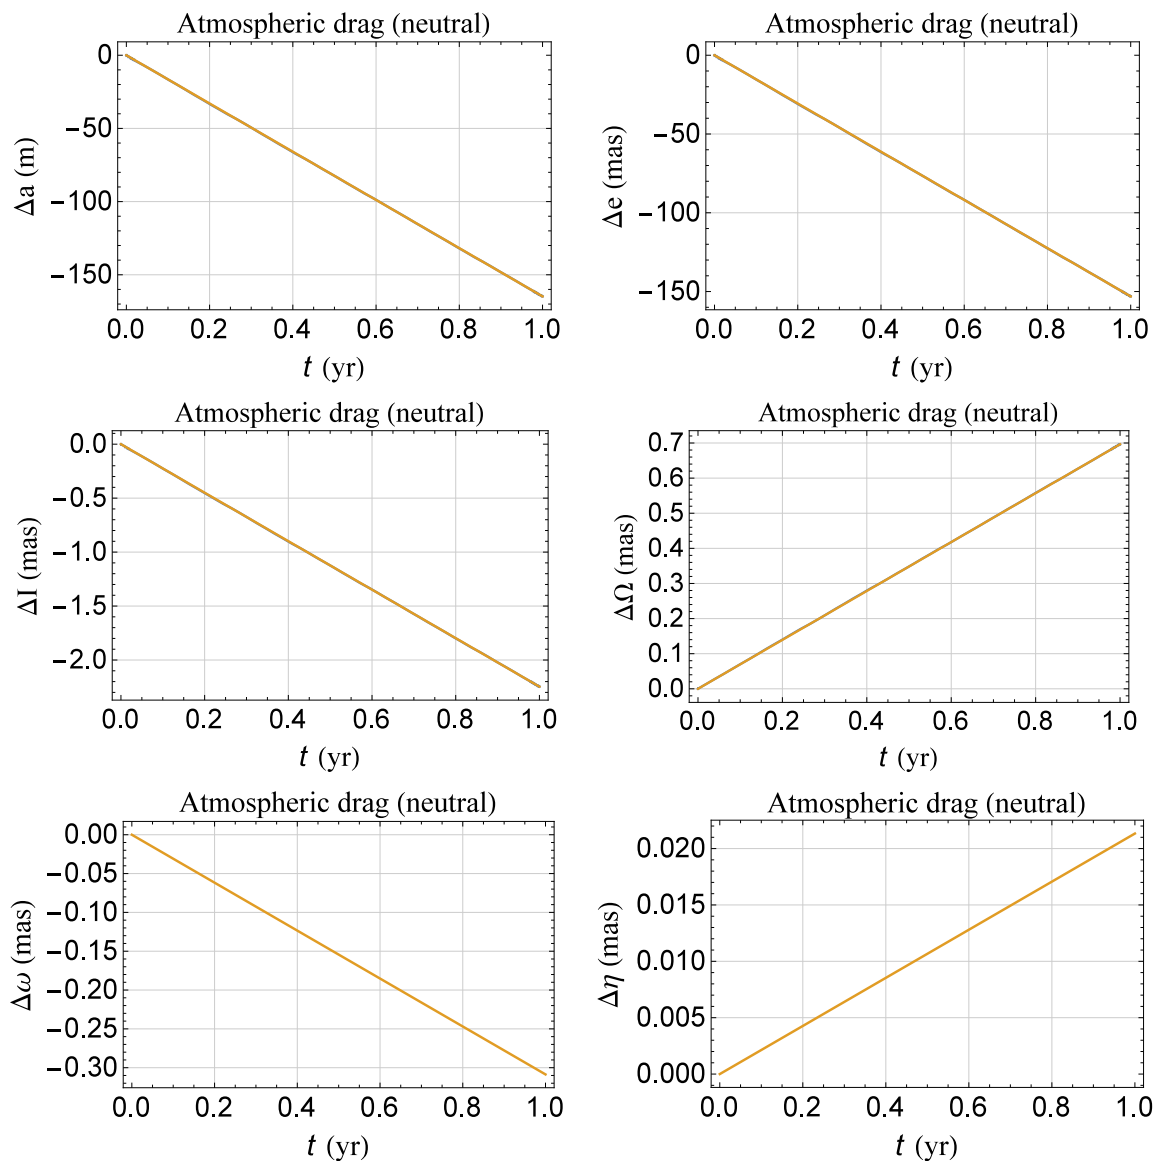 Atmospheric drag (neutral)
Δa (m)
0
−50
−100
−150
0.0 0.2 0.4 0.6 0.8 1.0
t (yr)
Atmospheric drag (neutral)
Δe (mas)
0
−50
−100
−150
0.0 0.2 0.4 0.6 0.8 1.0
t (yr)
Atmospheric drag (neutral)
ΔI (mas)
0.0
−0.5
−1.0
−1.5
−2.0
0.0 0.2 0.4 0.6 0.8 1.0
t (yr)
Atmospheric drag (neutral)
ΔΩ (mas)
0.7
0.6
0.5
0.4
0.3
0.2
0.1
0.0
0.0 0.2 0.4 0.6 0.8 1.0
t (yr)
Atmospheric drag (neutral)
Δω (mas)
0.00
−0.05
−0.10
−0.15
−0.20
−0.25
−0.30
0.0 0.2 0.4 0.6 0.8 1.0
t (yr)
Atmospheric drag (neutral)
Δη (mas)
0.020
0.015
0.010
0.005
0.000
0.0 0.2 0.4 0.6 0.8 1.0
t (yr)